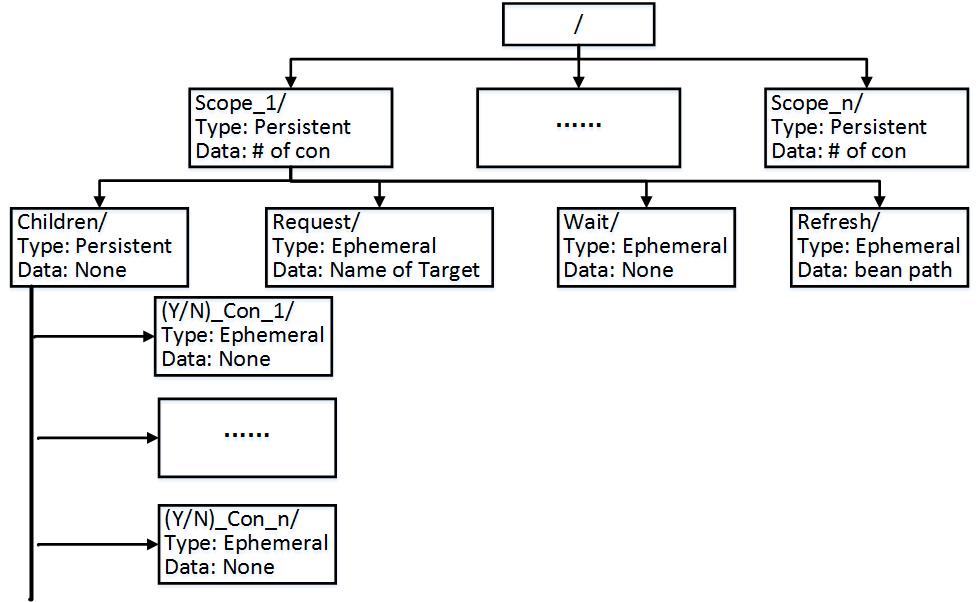 /
Scope_1/
Type: Persistent
Data: # of con
......
Scope_n/
Type: Persistent
Data: # of con
Children/
Type: Persistent
Data: None
Request/
Type: Ephemeral
Data: Name of Target
Wait/
Type: Ephemeral
Data: None
Refresh/
Type: Ephemeral
Data: bean path
(Y/N)_Con_1/
Type: Ephemeral
Data: None
......
(Y/N)_Con_n/
Type: Ephemeral
Data: None